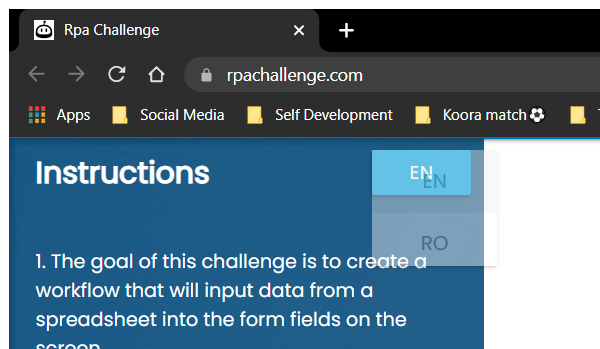 Rpa Challenge
rpachallenge.com
Apps Social Media Self Development Koora match⚽
Instructions
EN
EN
RO
1. The goal of this challenge is to create a
workflow that will input data from a
spreadsheet into the form fields on the
screen